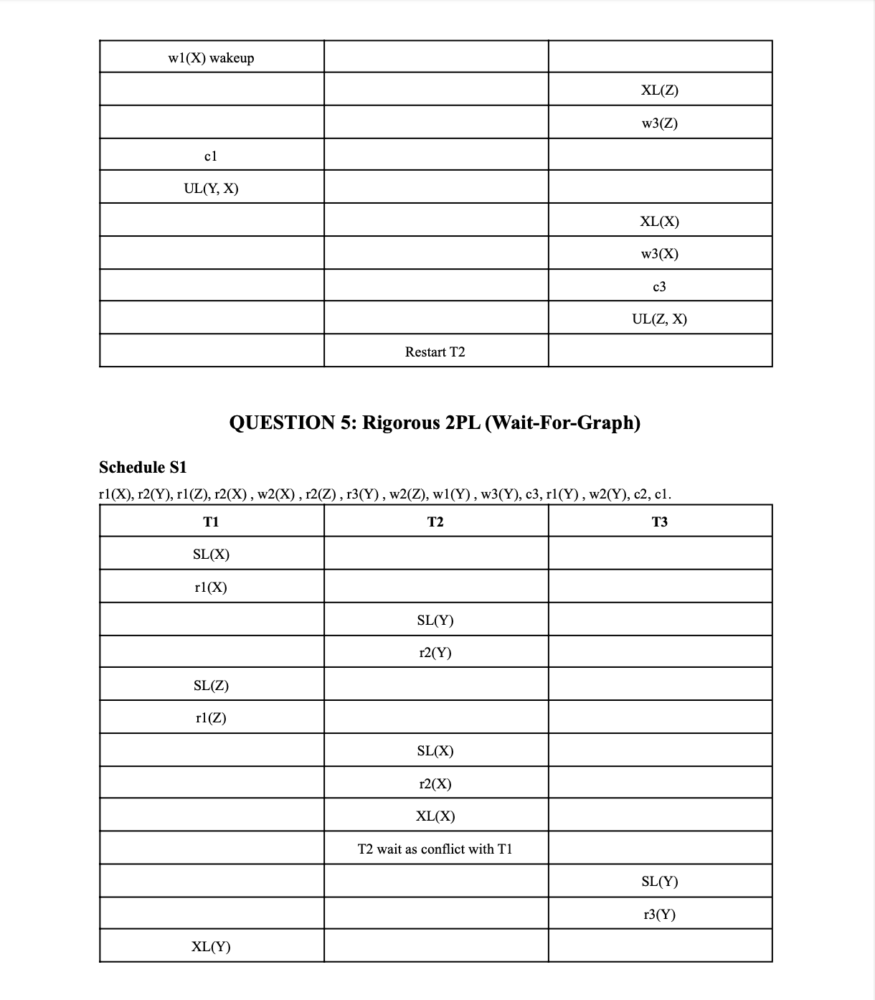 w1(X) wakeup
XL(Z)
w3(Z)
c1
UL(Y, X)
XL(X)
w3(X)
c3
UL(Z, X)
Restart T2
QUESTION 5: Rigorous 2PL (Wait-For-Graph)
Schedule S1
r1(X), r2(Y), r1(Z), r2(X) , w2(X) , r2(Z) , r3(Y) , w2(Z), w1(Y) , w3(Y), c3, r1(Y) , w2(Y), c2, c1.
T1 T2 T3
SL(X)
r1(X)
SL(Y)
r2(Y)
SL(Z)
r1(Z)
SL(X)
r2(X)
XL(X)
T2 wait as conflict with T1
SL(Y)
r3(Y)
XL(Y)